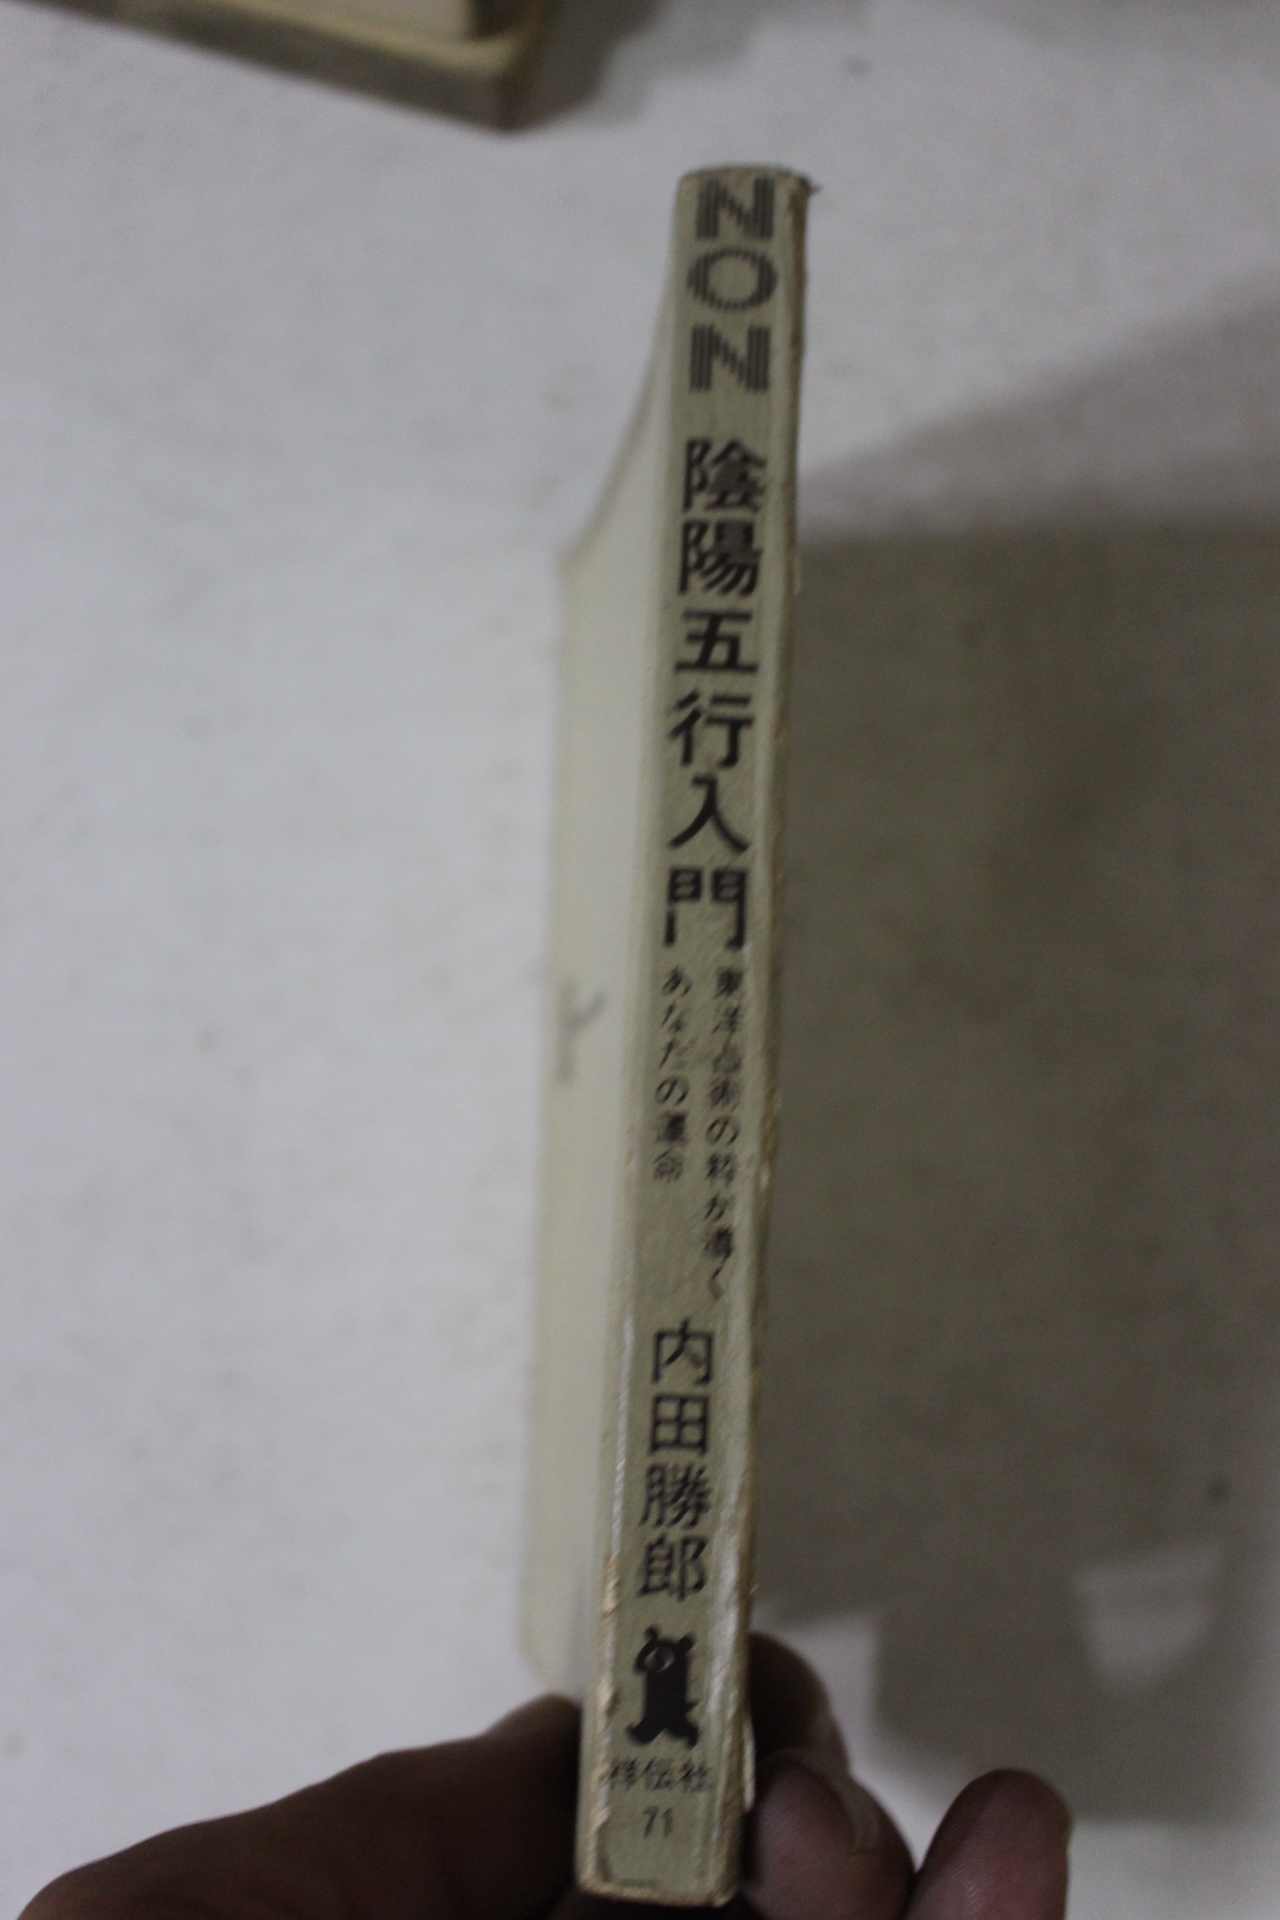 NON
陰陽五行入門
東洋占術の粋が導く
あなたの運命
内田勝郎
祥伝社
71